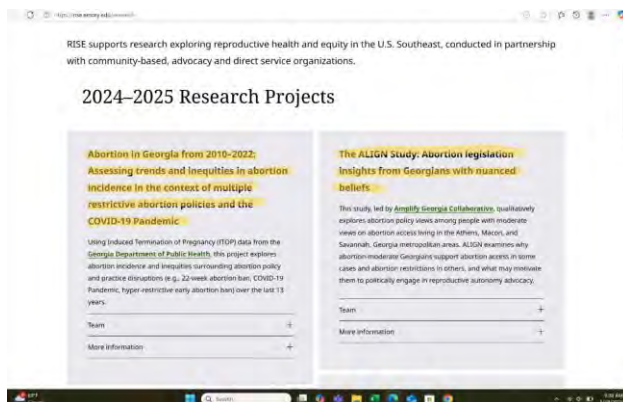 https://rise.emory.edu/research
RISE supports research exploring reproductive health and equity in the U.S. Southeast, conducted in partnership
with community-based, advocacy and direct service organizations.
2024–2025 Research Projects
Abortion in Georgia from 2010–2022:
Assessing trends and inequities in abortion
incidence in the context of multiple
restrictive abortion policies and the
COVID-19 Pandemic
Using Induced Termination of Pregnancy (ITOP) data from the
Georgia Department of Public Health, this project explores
abortion incidence and inequities surrounding abortion policy
and practice disruptions (e.g., 22-week abortion ban, COVID-19
Pandemic, hyper-restrictive early abortion ban) over the last 13
years.
Team
More Information
The ALIGN Study: Abortion legislation
insights from Georgians with nuanced
beliefs
This study, led by Amplify Georgia Collaborative, qualitatively
explores abortion policy views among people with moderate
views on abortion access living in the Athens, Macon, and
Savannah, Georgia metropolitan areas. ALIGN examines why
abortion-moderate Georgians support abortion access in some
cases and abortion restrictions in others, and what may motivate
them to politically engage in reproductive autonomy advocacy.
Team
More Information
Search